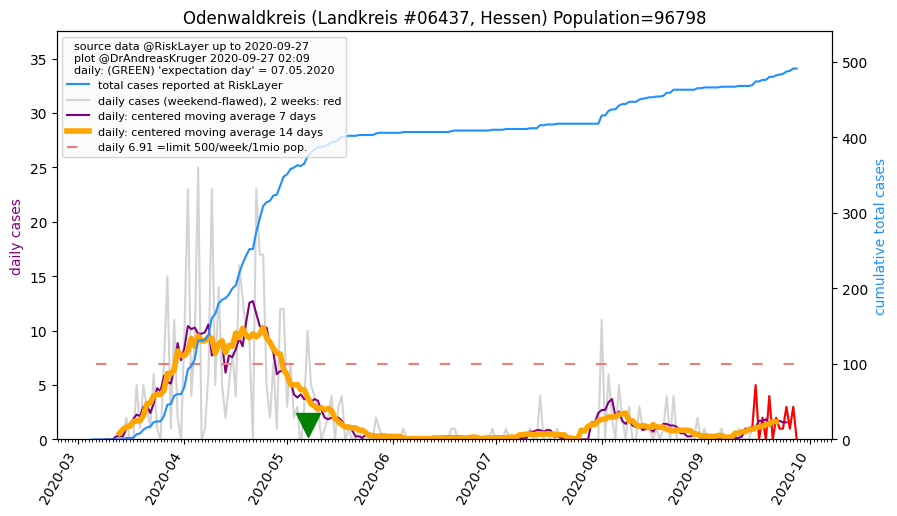 Odenwaldkreis (Landkreis #06437, Hessen) Population=96798
source data @RiskLayer up to 2020-09-27
plot @DrAndreasKruger 2020-09-27 02:09
daily: (GREEN) 'expectation day' = 07.05.2020
total cases reported at RiskLayer
daily cases (weekend-flawed), 2 weeks: red
daily: centered moving average 7 days
daily: centered moving average 14 days
daily 6.91 =limit 500/week/1mio pop.
daily cases
35
30
25
20
15
10
5
0
cumulative total cases
500
400
300
200
100
0
2020-03
2020-04
2020-05
2020-06
2020-07
2020-08
2020-09
2020-10